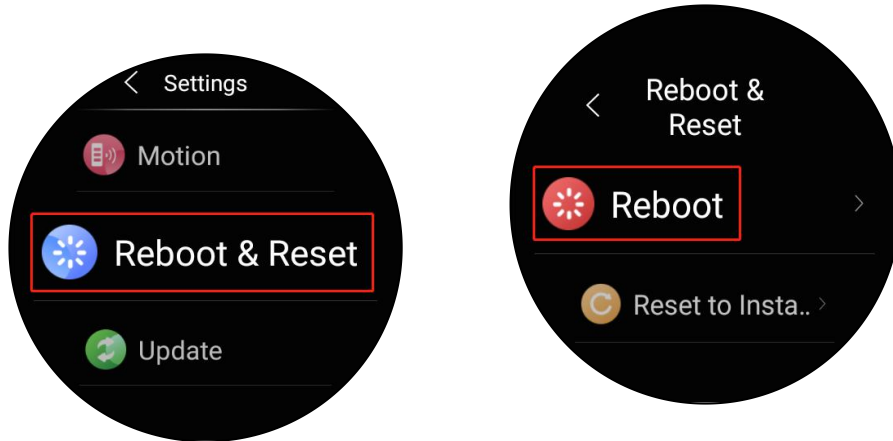 Settings
Motion
Reboot & Reset
Update
Reboot &
Reset
Reboot
Reset to Insta..